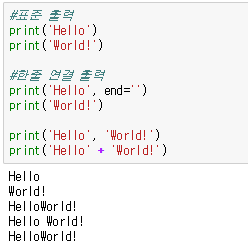 #표준 출력
print('Hello')
print('World!')
#한줄 연결 출력
print('Hello', end='')
print('World!')
print('Hello', 'World!')
print('Hello' + 'World!')
Hello
World!
HelloWorld!
Hello World!
HelloWorld!